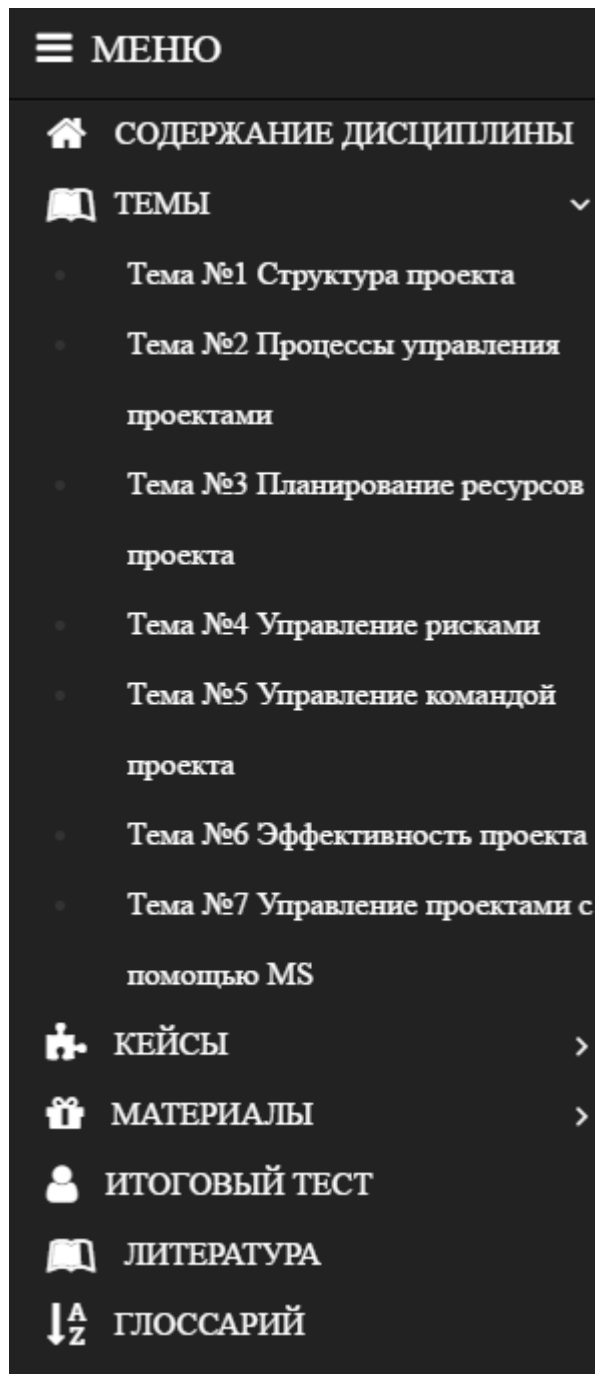 МЕНЮ
СОДЕРЖАНИЕ ДИСЦИПЛИНЫ
ТЕМЫ
Тема №1 Структура проекта
Тема №2 Процессы управления
проектами
Тема №3 Планирование ресурсов
проекта
Тема №4 Управление рисками
Тема №5 Управление командой
проекта
Тема №6 Эффективность проекта
Тема №7 Управление проектами с
помощью MS
КЕЙСЫ
МАТЕРИАЛЫ
ИТОГОВЫЙ ТЕСТ
ЛИТЕРАТУРА
ГЛОССАРИЙ